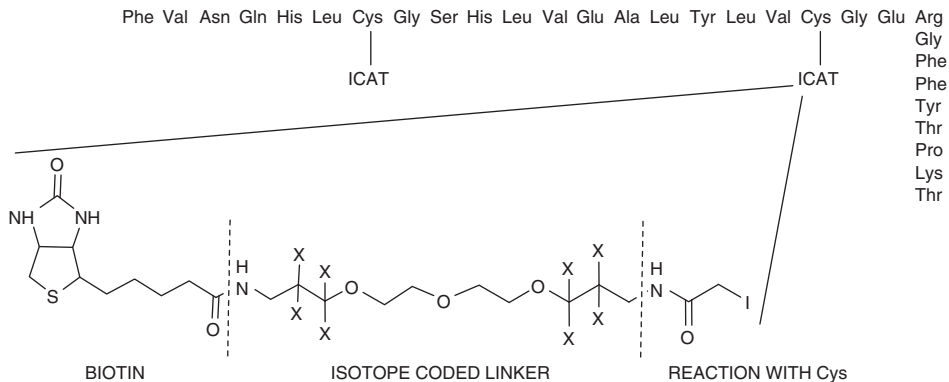 Phe Val Asn Gln His Leu Cys Gly Ser His Leu Val Glu Ala Leu Tyr Leu Val Cys Gly Glu Arg
Gly
Phe
Phe
Tyr
Thr
Pro
Lys
Thr
ICAT ICAT
O
NH NH
S
O
H
N
X X
X X
O
O
O
X X
X X
H
N
O
I
BIOTIN ISOTOPE CODED LINKER REACTION WITH Cys